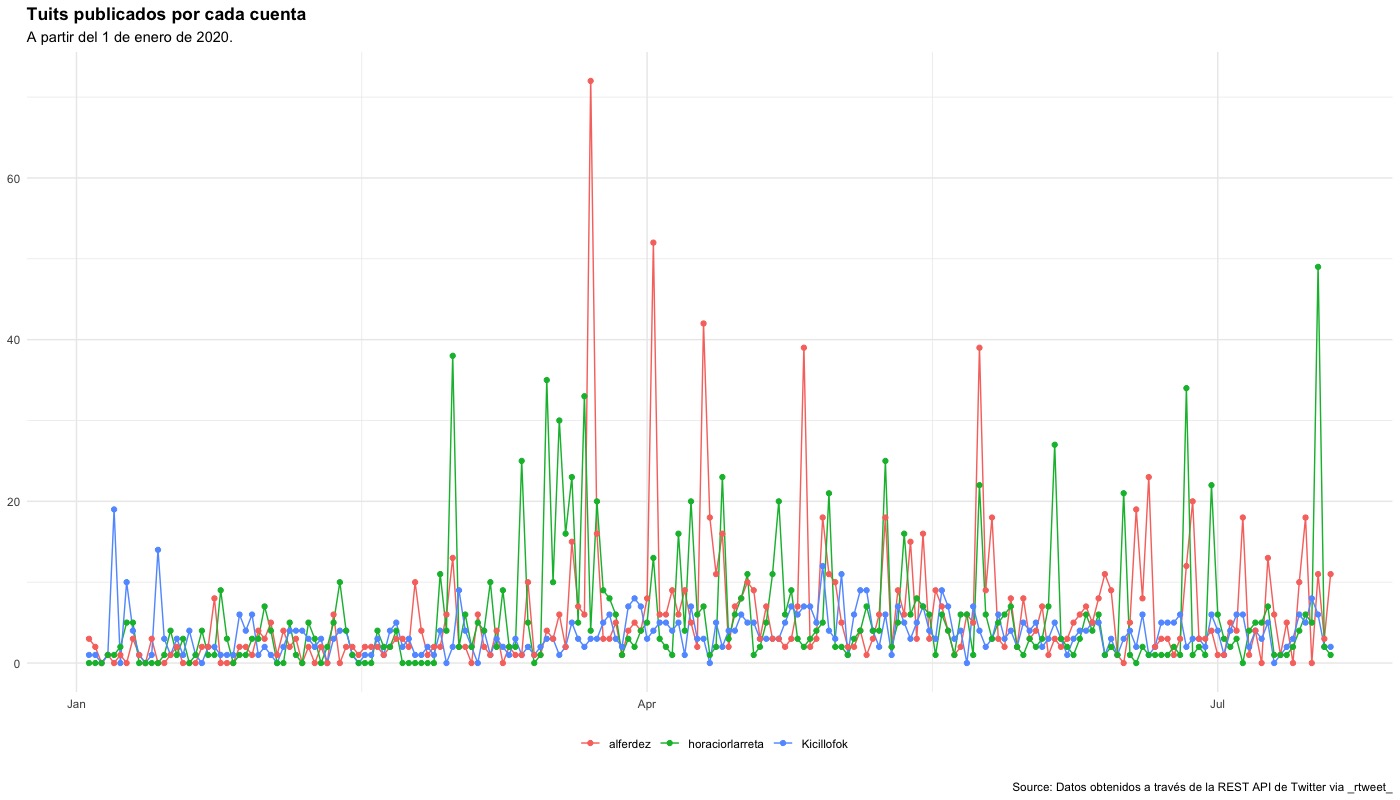 Tuits publicados por cada cuenta
A partir del 1 de enero de 2020.
60
40
20
0
Jan Apr Jul
alferdez horaciorlarreta Kicillofok
Source: Datos obtenidos a través de la REST API de Twitter via _rtweet_